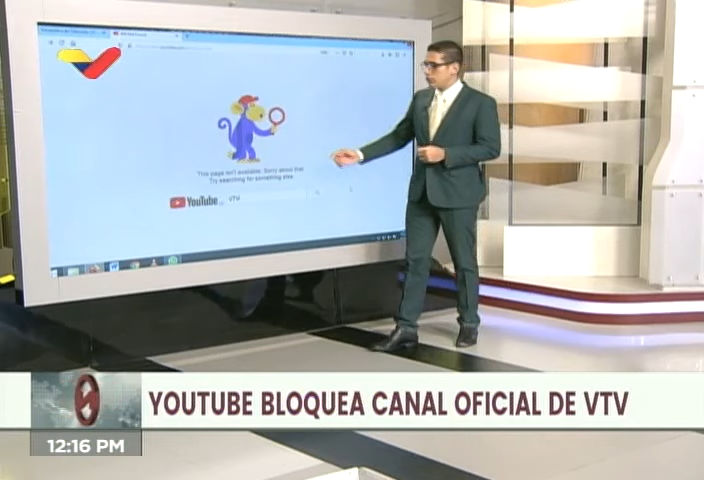 This page isn't available. Sorry about that.
Try searching for something else.
YouTube VTV
YOUTUBE BLOQUEA CANAL OFICIAL DE VTV
12:16 PM